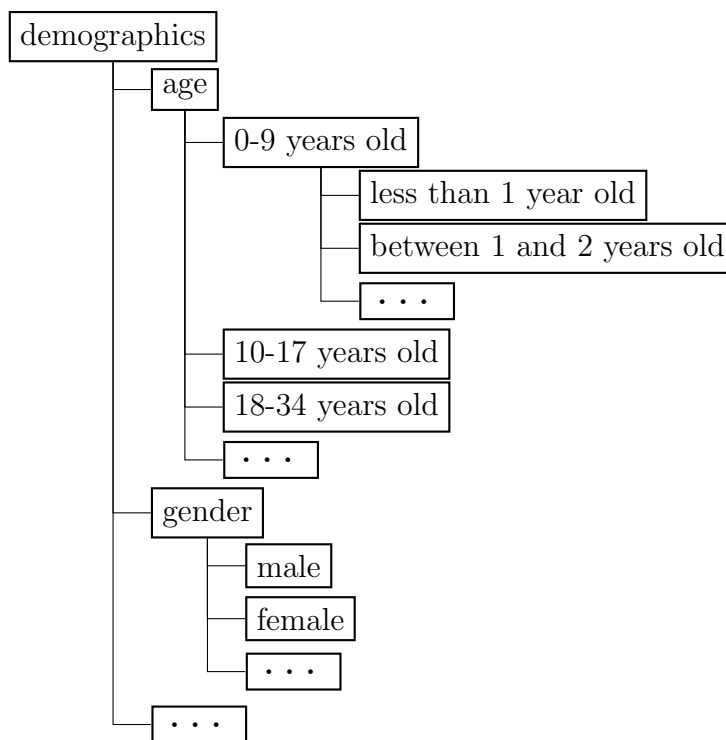 demographics
age
0-9 years old
less than 1 year old
between 1 and 2 years old
...
10-17 years old
18-34 years old
...
gender
male
female
...
...